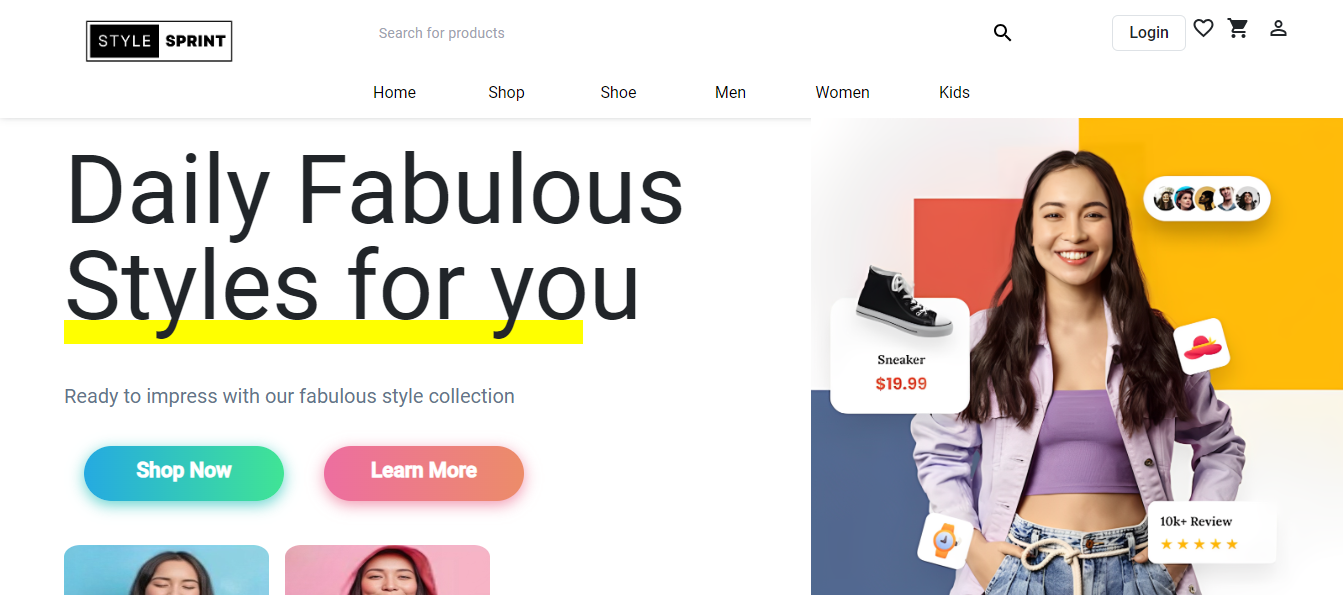 STYLE SPRINT
Search for products
Login
Home Shop Shoe Men Women Kids
Daily Fabulous
Styles for you
Ready to impress with our fabulous style collection
Shop Now Learn More
Sneaker
$19.99
10k+ Review